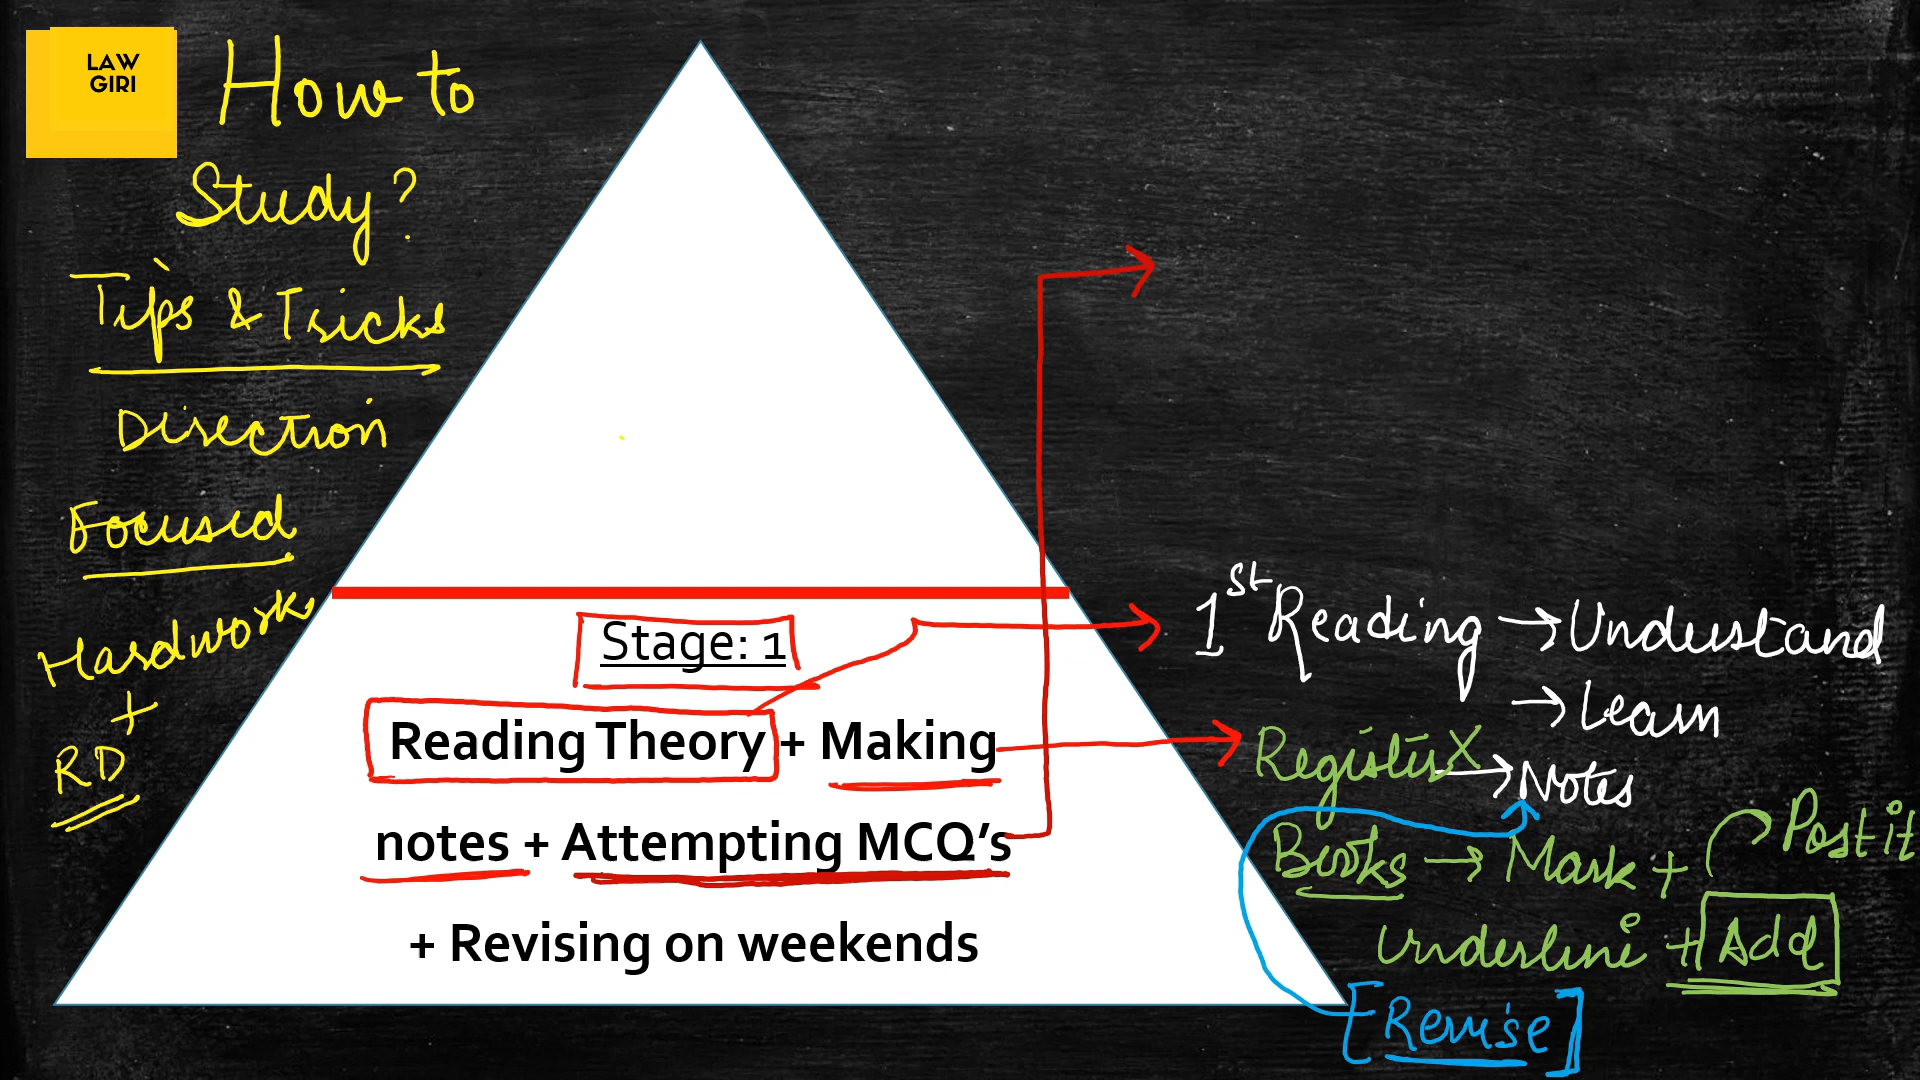 LAW
GIRI
How to
Study?
Tips & Tricks
Direction
Focused
Hardwork
+
RD
Stage: 1
Reading Theory + Making
notes + Attempting MCQ’s
+ Revising on weekends
1st Reading → Understand
→ Learn
Register X → Notes
Books → Mark + Post it
underline + Add
[Revise]